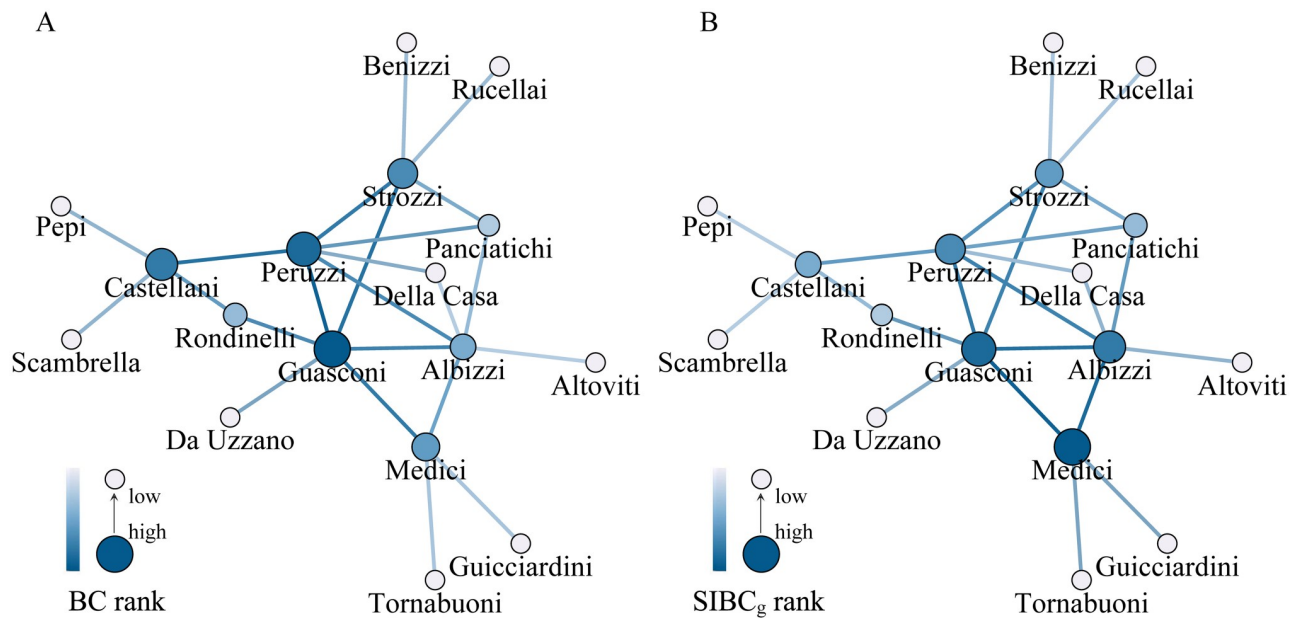 A
Benizzi
Rucellai
Strozzi
Pepi
Panciatichi
Peruzzi
Castellani
Della Casa
Rondinelli
Scambrella
Guasconi
Albizzi
Altoviti
Da Uzzano
Medici
low
high
Guicciardini
BC rank
Tornabuoni
B
Benizzi
Rucellai
Strozzi
Pepi
Panciatichi
Peruzzi
Castellani
Della Casa
Rondinelli
Scambrella
Guasconi
Albizzi
Altoviti
Da Uzzano
Medici
low
high
Guicciardini
SIBCg rank
Tornabuoni